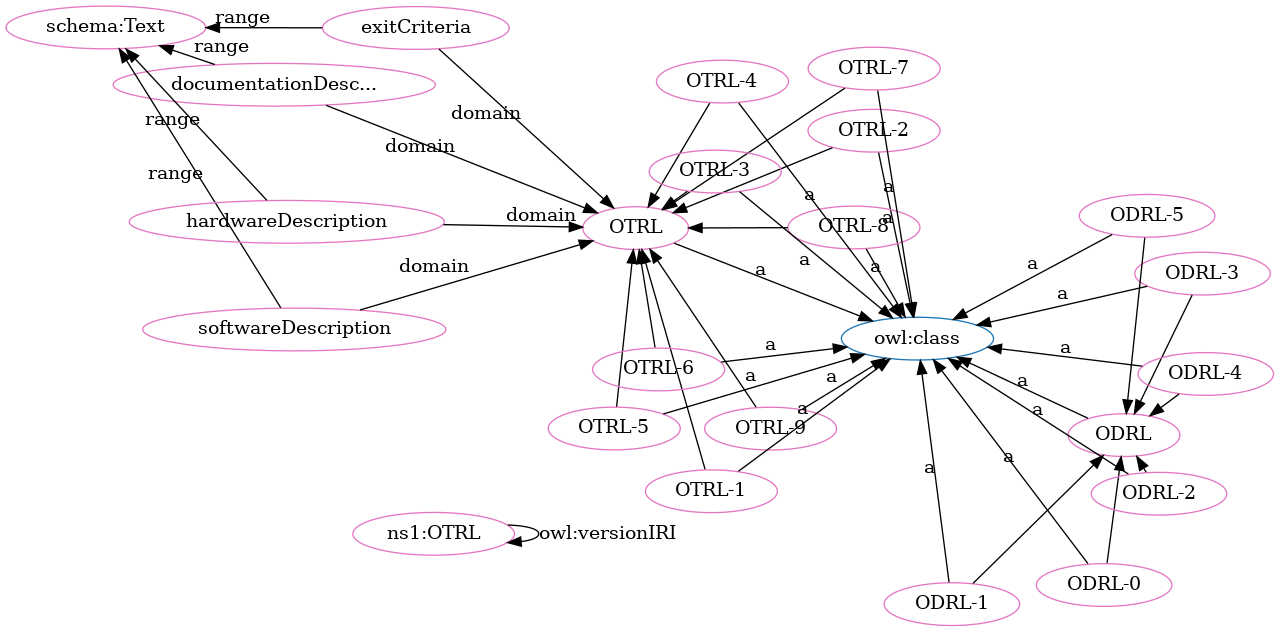 schema:Text
range
exitCriteria
range
documentationDesc...
OTRL-4
OTRL-7
domain
range
OTRL-2
domain
OTRL-3
range
a
a
hardwareDescription
domain
OTRL
OTRL-8
a
ODRL-5
domain
a
a
a
a
ODRL-3
a
softwareDescription
owl:class
a
a
OTRL-6
a
a
a
ODRL-4
a
a
OTRL-5
OTRL-9
ODRL
a
a
OTRL-1
ODRL-2
ns1:OTRL
owl:versionIRI
ODRL-1
ODRL-0